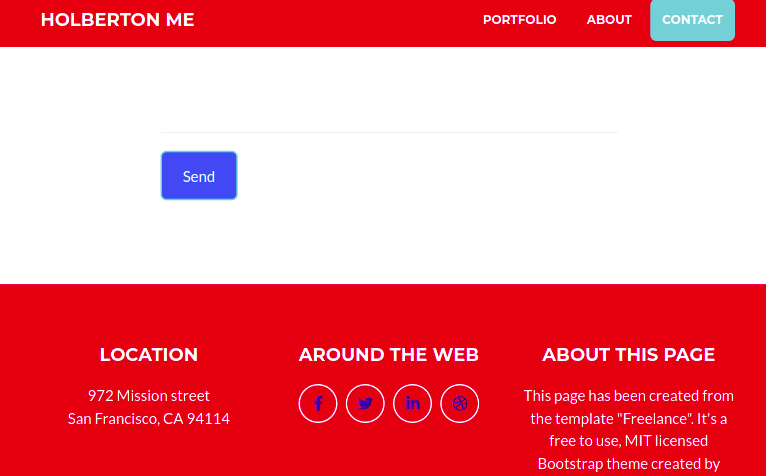 HOLBERTON ME
PORTFOLIO ABOUT CONTACT
Send
LOCATION
972 Mission street
San Francisco, CA 94114
AROUND THE WEB
ABOUT THIS PAGE
This page has been created from
the template "Freelance". It's a
free to use, MIT licensed
Bootstrap theme created by